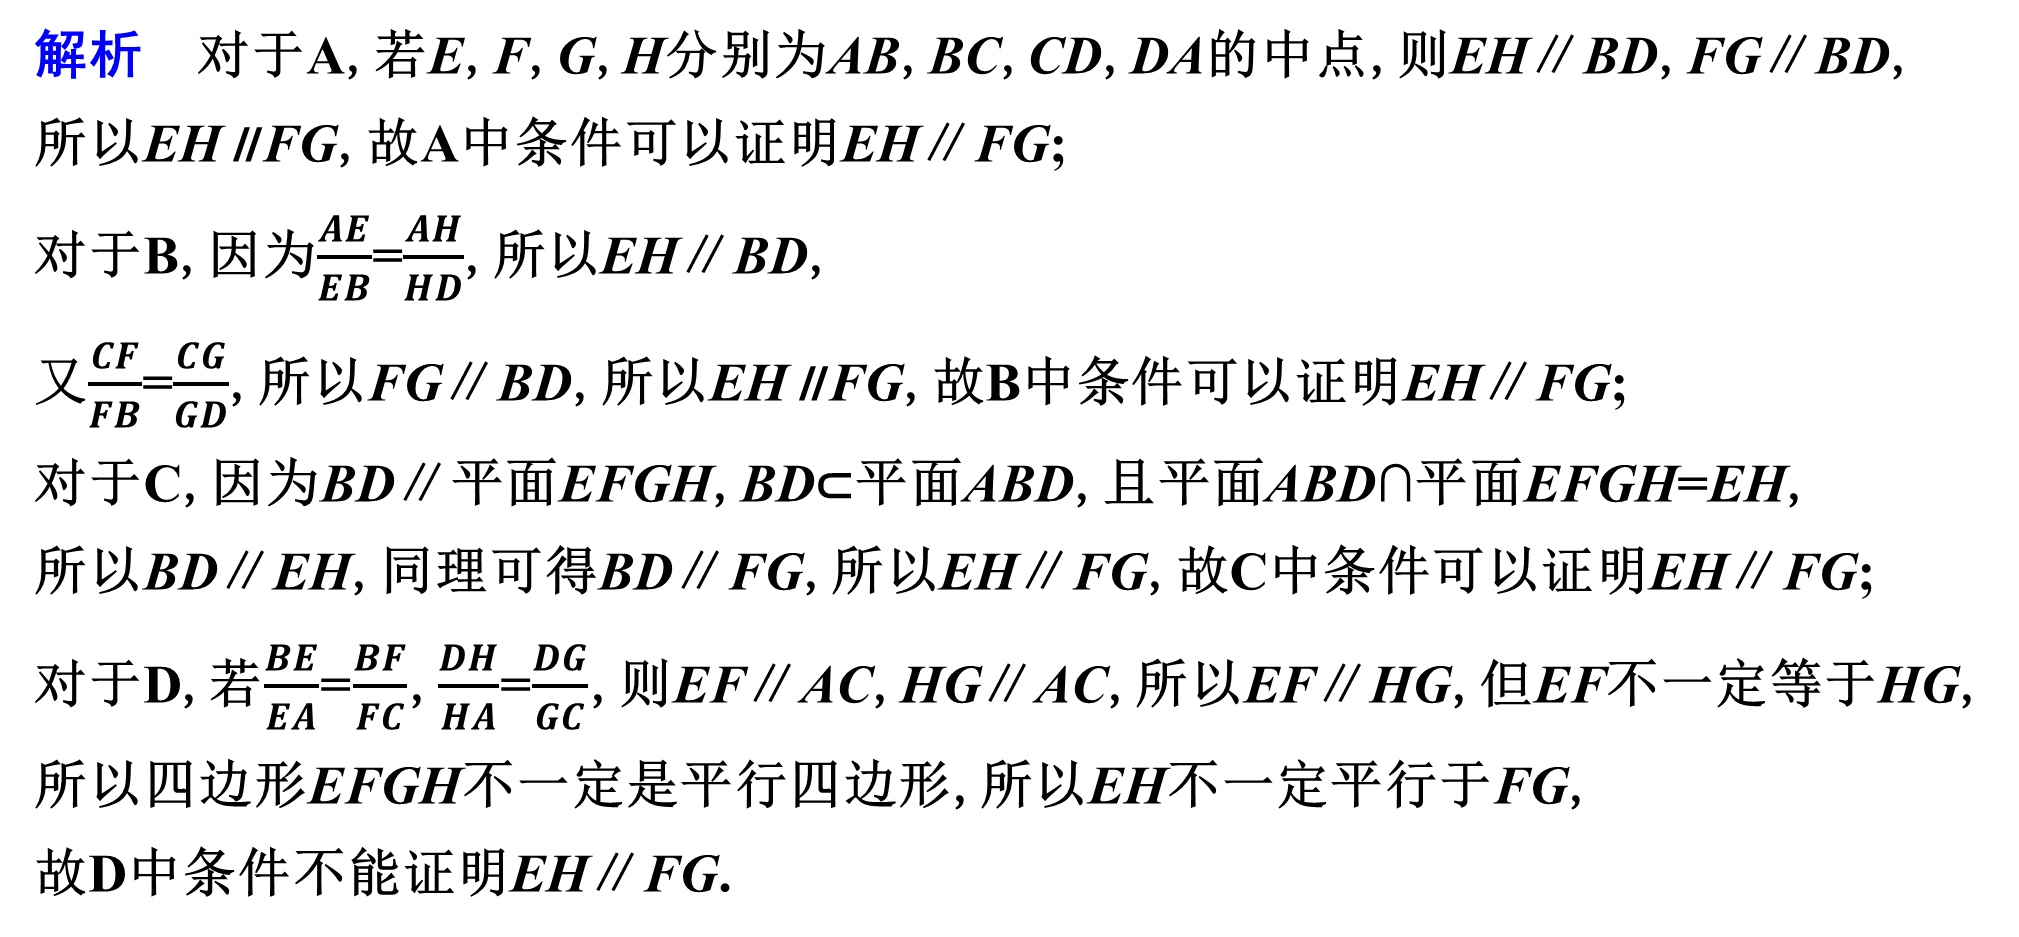 解析 对于A, 若E, F, G, H分别为AB, BC, CD, DA的中点, 则EH∥BD, FG∥BD,
所以EH∥FG, 故A中条件可以证明EH∥FG;
对于B, 因为AE/EB=AH/HD, 所以EH∥BD,
又CF/FB=CG/GD, 所以FG∥BD, 所以EH∥FG, 故B中条件可以证明EH∥FG;
对于C, 因为BD∥平面EFGH, BD⊂平面ABD, 且平面ABD∩平面EFGH=EH,
所以BD∥EH, 同理可得BD∥FG, 所以EH∥FG, 故C中条件可以证明EH∥FG;
对于D, 若BE/EA=BF/FC, DH/HA=DG/GC, 则EF∥AC, HG∥AC, 所以EF∥HG, 但EF不一定等于HG,
所以四边形EFGH不一定是平行四边形, 所以EH不一定平行于FG,
故D中条件不能证明EH∥FG.